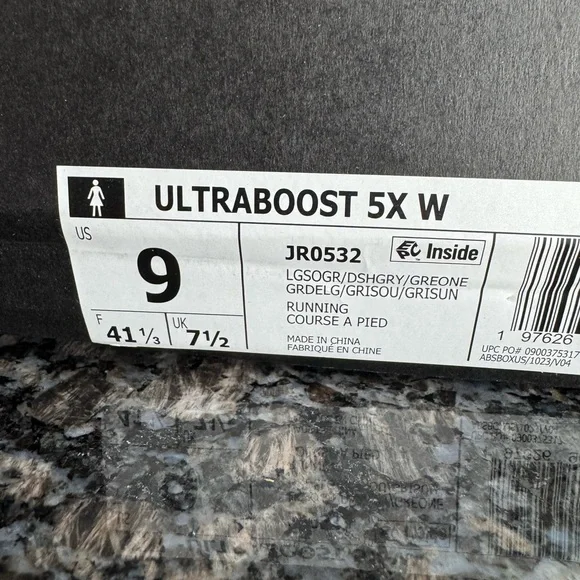 ULTRABOOST 5X W
US
9
F
41 1/3
UK
7 1/2
JR0532
Inside
LGSOGR/DSHGRY/GREONE
GRDELG/GRISOU/GRISUN
RUNNING
COURSE A PIED
MADE IN CHINA
FABRIQUÉ EN CHINE
1 97626
UPC PO# 0900375317
ABSBOXUS/1023/V04